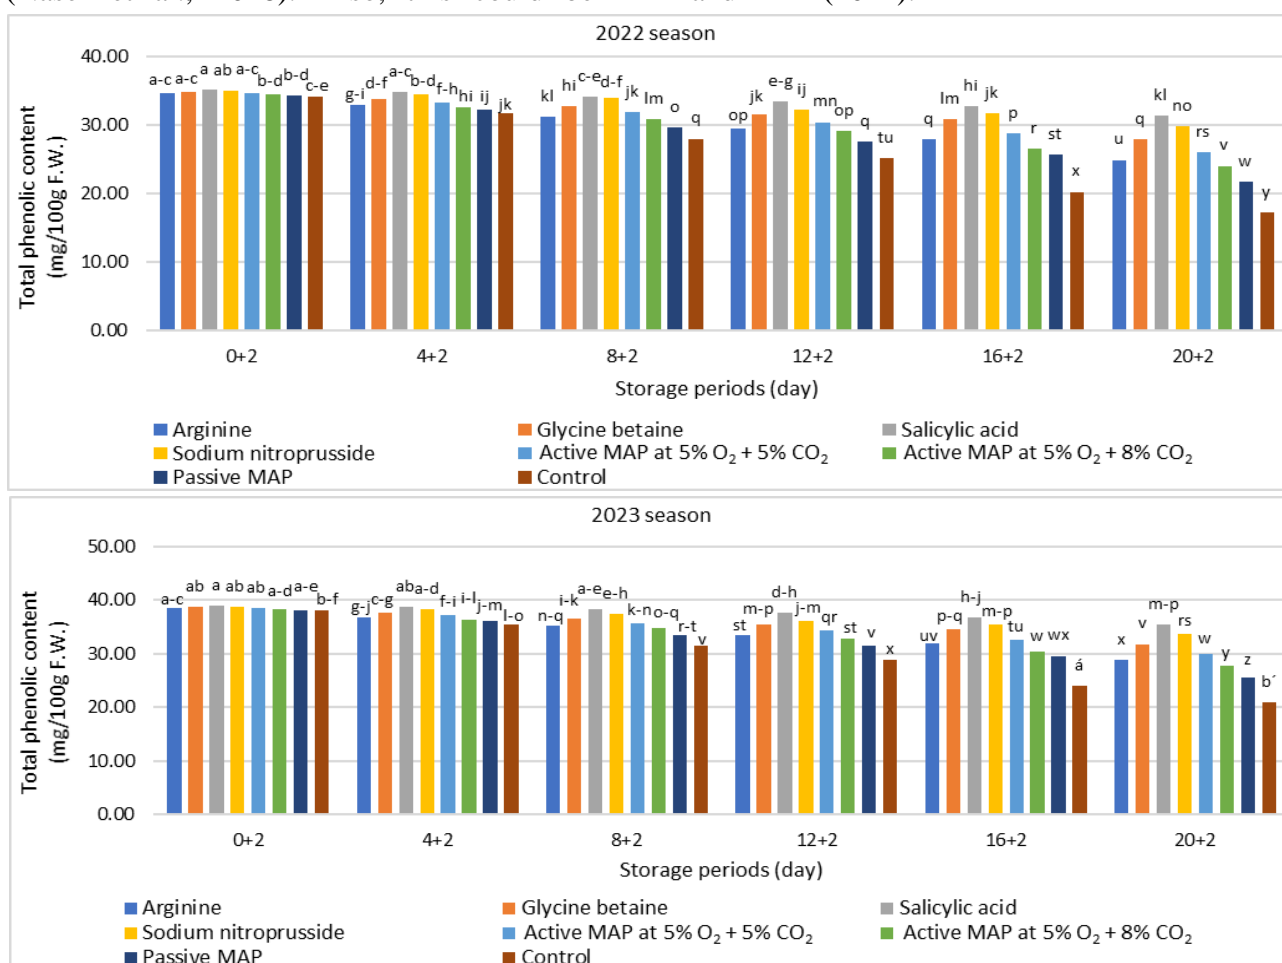 2022 season
Total phenolic content
(mg/100g F.W.)
40.00
30.00
20.00
10.00
0.00
a-c a-c a ab a-c b-d b-d c-e
g-i d-f a-c b-d f-h hi ij jk
kl hi c-e d-f jk lm o q
op jk e-g ij mn op q tu
q lm hi jk p r st x
u q kl no rs v w y
0+2 4+2 8+2 12+2 16+2 20+2
Storage periods (day)
Arginine Glycine betaine Salicylic acid
Sodium nitroprusside Active MAP at 5% O₂ + 5% CO₂ Active MAP at 5% O₂ + 8% CO₂
Passive MAP Control
2023 season
Total phenolic content
(mg/100g F.W.)
50.00
40.00
30.00
20.00
10.00
0.00
a-c ab a ab ab a-d a-e b-f
g-j c-g ab a-d f-i i-l j-m l-o
n-q i-k a-e e-h k-n o-q r-t v
st m-p d-h j-m qr st v x
uv p-q h-j m-p tu w wx á
x v m-p rs w y z b´
0+2 4+2 8+2 12+2 16+2 20+2
Storage periods (day)
Arginine Glycine betaine Salicylic acid
Sodium nitroprusside Active MAP at 5% O₂ + 5% CO₂ Active MAP at 5% O₂ + 8% CO₂
Passive MAP Control